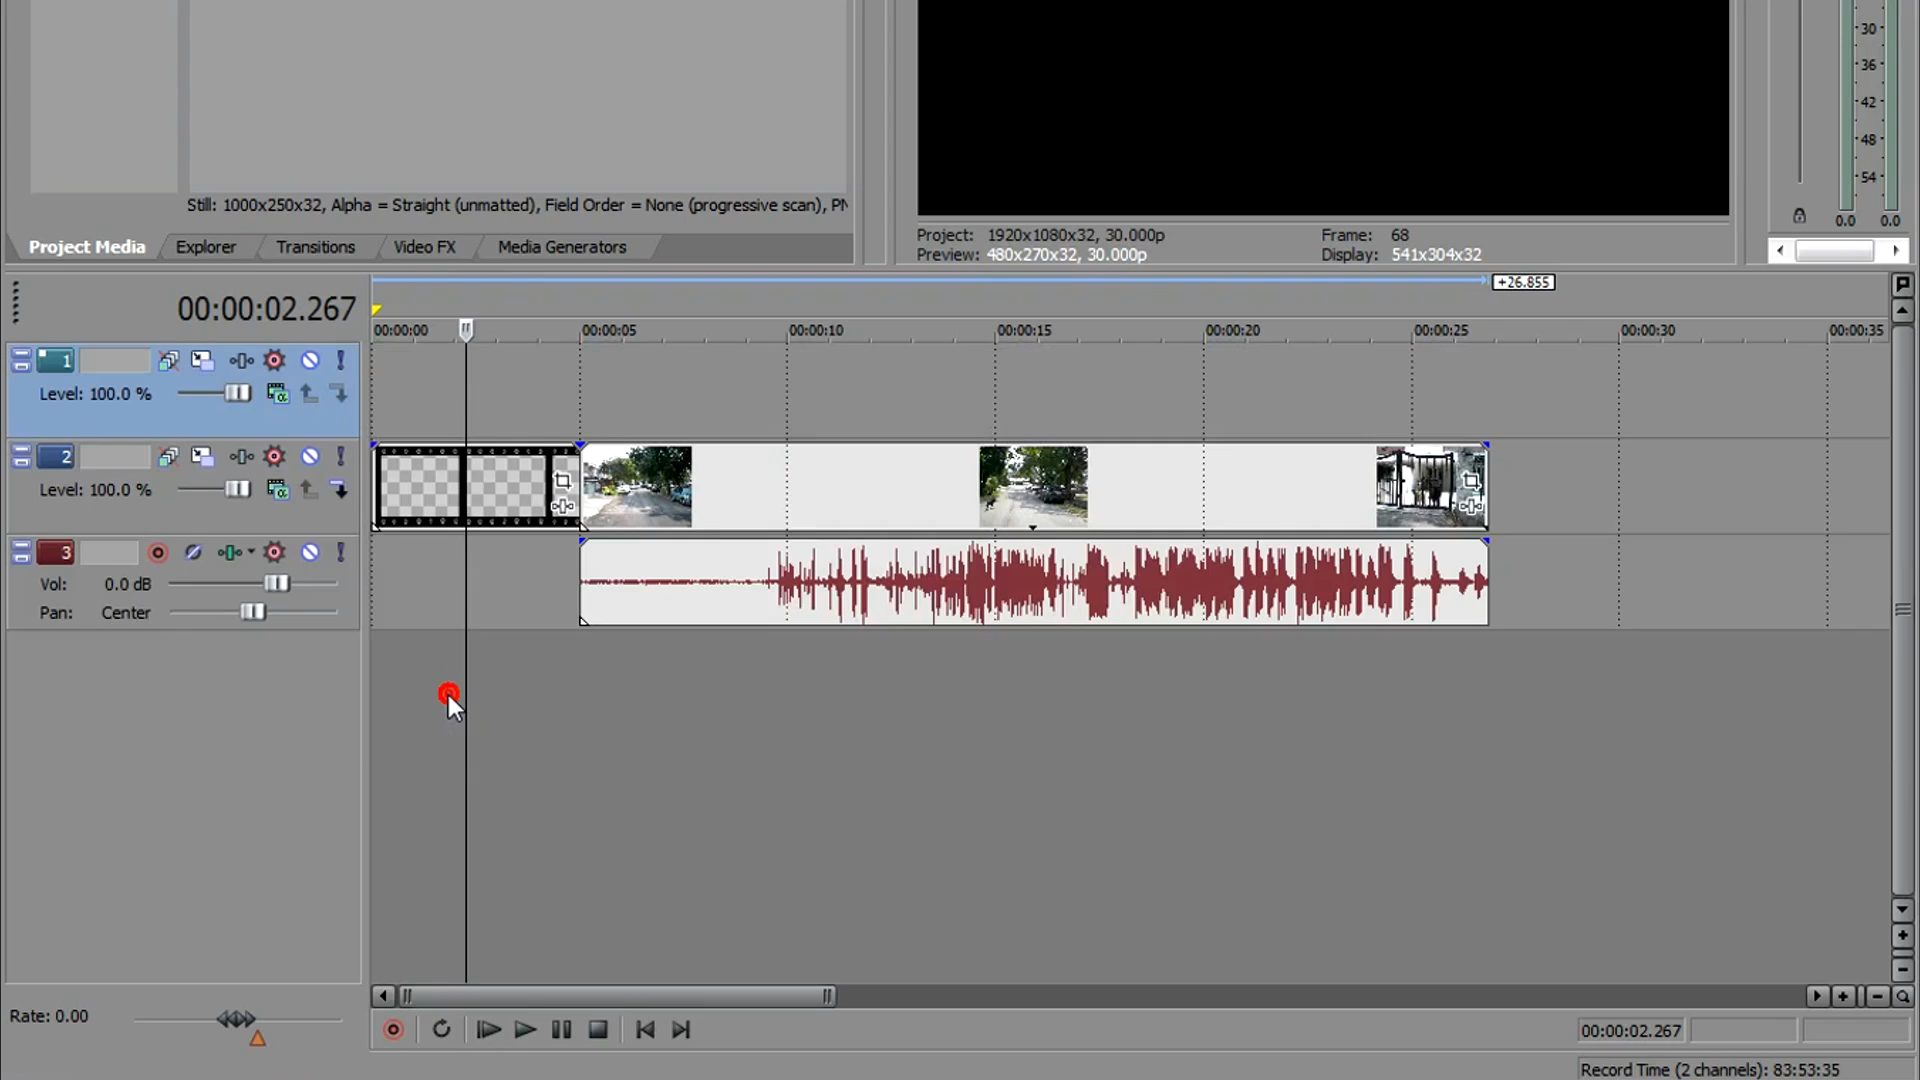 -30-
-36-
-42-
-48-
-54-
0.0 0.0
Still: 1000x250x32, Alpha = Straight (unmatted), Field Order = None (progressive scan), PN
Project Media Explorer Transitions Video FX Media Generators
Project: 1920x1080x32, 30.000p Frame: 68
Preview: 480x270x32, 30.000p Display: 541x304x32
+26.855
00:00:02.267
00:00:00 00:00:05 00:00:10 00:00:15 00:00:20 00:00:25 00:00:30 00:00:35
1
Level: 100.0 %
2
Level: 100.0 %
3
Vol: 0.0 dB
Pan: Center
Rate: 0.00
00:00:02.267
Record Time (2 channels): 83:53:35